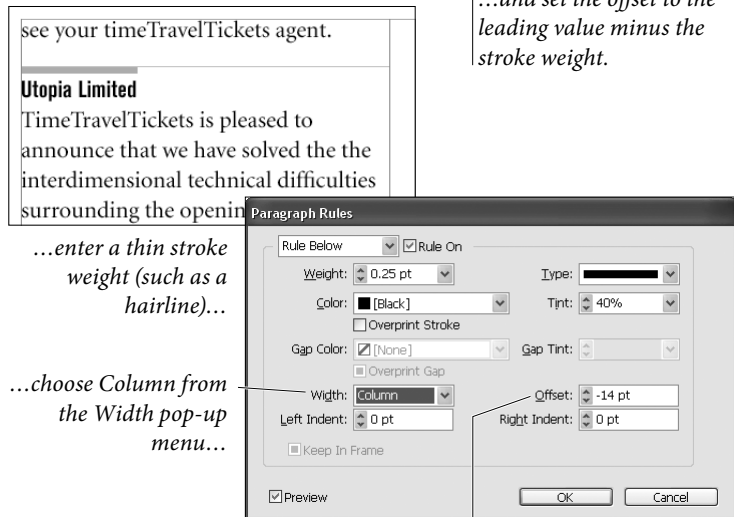 …and set the offset to the
leading value minus the
stroke weight.
see your timeTravelTickets agent.
Utopia Limited
TimeTravelTickets is pleased to
announce that we have solved the the
interdimensional technical difficulties
surrounding the openin
…enter a thin stroke
weight (such as a
hairline)…
…choose Column from
the Width pop-up
menu…
Paragraph Rules
Rule Below Rule On
Weight: 0.25 pt Type:
Color: [Black] Tint: 40%
Overprint Stroke
Gap Color: [None] Gap Tint:
Overprint Gap
Width: Column Offset: -14 pt
Left Indent: 0 pt Right Indent: 0 pt
Keep In Frame
Preview OK Cancel